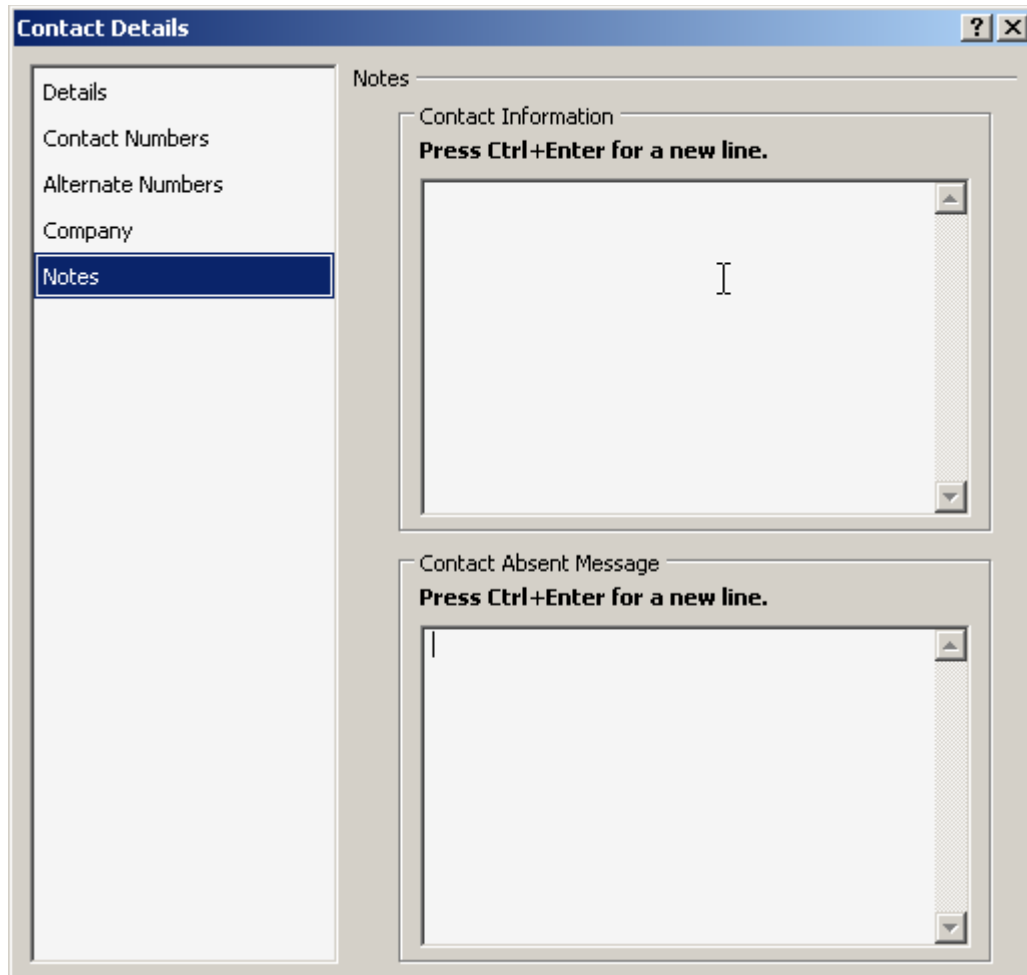 Contact Details
Details
Contact Numbers
Alternate Numbers
Company
Notes
Notes
Contact Information
Press Ctrl+Enter for a new line.
Contact Absent Message
Press Ctrl+Enter for a new line.